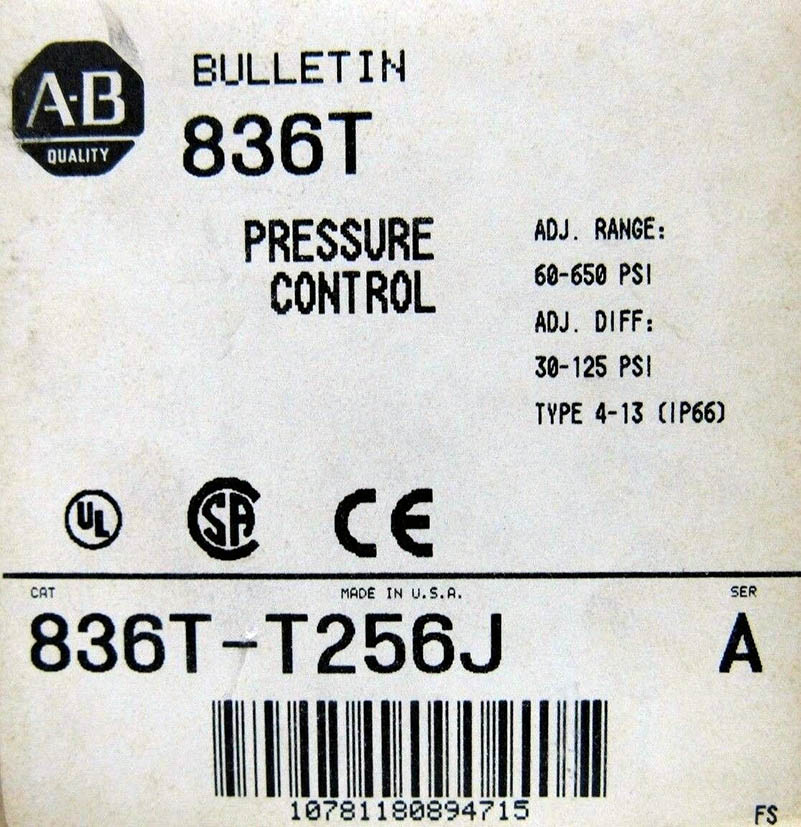 A-B
QUALITY
BULLETIN
836T
PRESSURE
CONTROL
ADJ. RANGE:
60-650 PSI
ADJ. DIFF:
30-125 PSI
TYPE 4-13 (IP66)
UL
SA
CE
CAT
MADE IN U.S.A.
SER
836T-T256J
A
10781180894715
FS